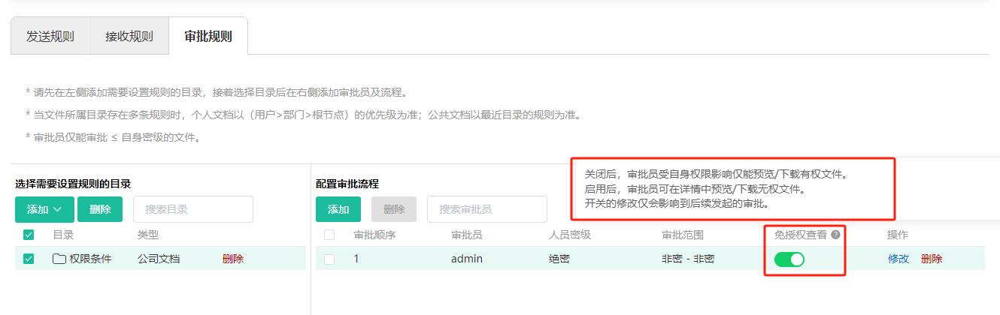 发送规则 接收规则 审批规则
* 请先在左侧添加需要设置规则的目录，接着选择目录后在右侧添加审批员及流程。
* 当文件所属目录存在多条规则时，个人文档以（用户>部门>根节点）的优先级为准；公共文档以最近目录的规则为准。
* 审批员仅能审批 ≤ 自身密级的文件。
关闭后，审批员受自身权限影响仅能预览/下载有权文件。
启用后，审批员可在详情中预览/下载无权文件。
开关的修改仅会影响到后续发起的审批。
选择需要设置规则的目录
添加 删除 搜索目录
目录 类型
权限条件 公司文档 删除
配置审批流程
添加 删除 搜索审批员
审批顺序 审批员 人员密级 审批范围 免授权查看 ? 操作
1 admin 绝密 非密 - 非密 修改 删除